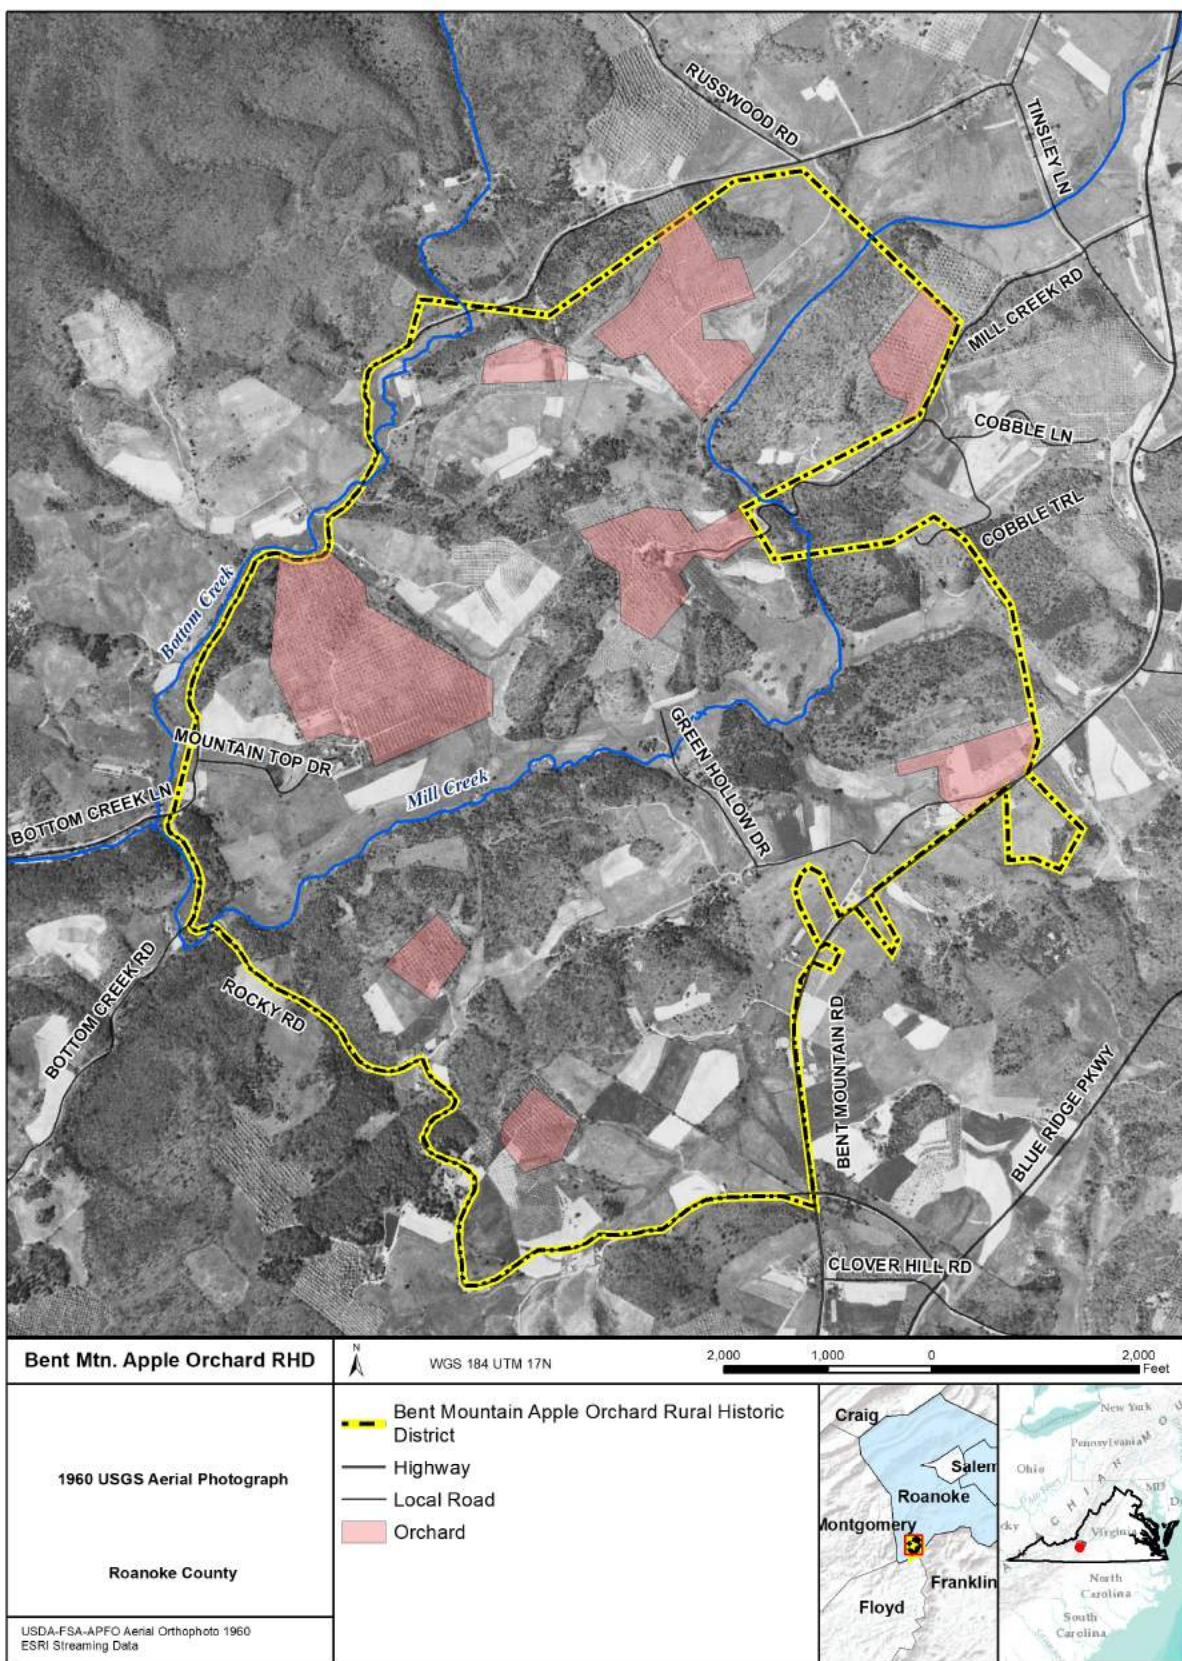 RUSSWOOD RD
TINSLEY LN
MILL CREEK RD
COBBLE LN
COBBLE TRL
Bottom Creek
MOUNTAIN TOP DR
BOTTOM CREEK LN
Mill Creek
GREEN HOLLOW DR
BOTTOM CREEK RD
ROCKY RD
BENT MOUNTAIN RD
BLUE RIDGE PKWY
CLOVER HILL RD
Bent Mtn. Apple Orchard RHD
N
WGS 184 UTM 17N
2,000 1,000 0 2,000
Feet
1960 USGS Aerial Photograph
Roanoke County
USDA-FSA-APFO Aerial Orthophoto 1960
ESRI Streaming Data
Bent Mountain Apple Orchard Rural Historic
District
Highway
Local Road
Orchard
Craig
Salem
Roanoke
Montgomery
Franklin
Floyd
New York
Pennsylvania
Ohio
MD
Virginia
North
Carolina
South
Carolina